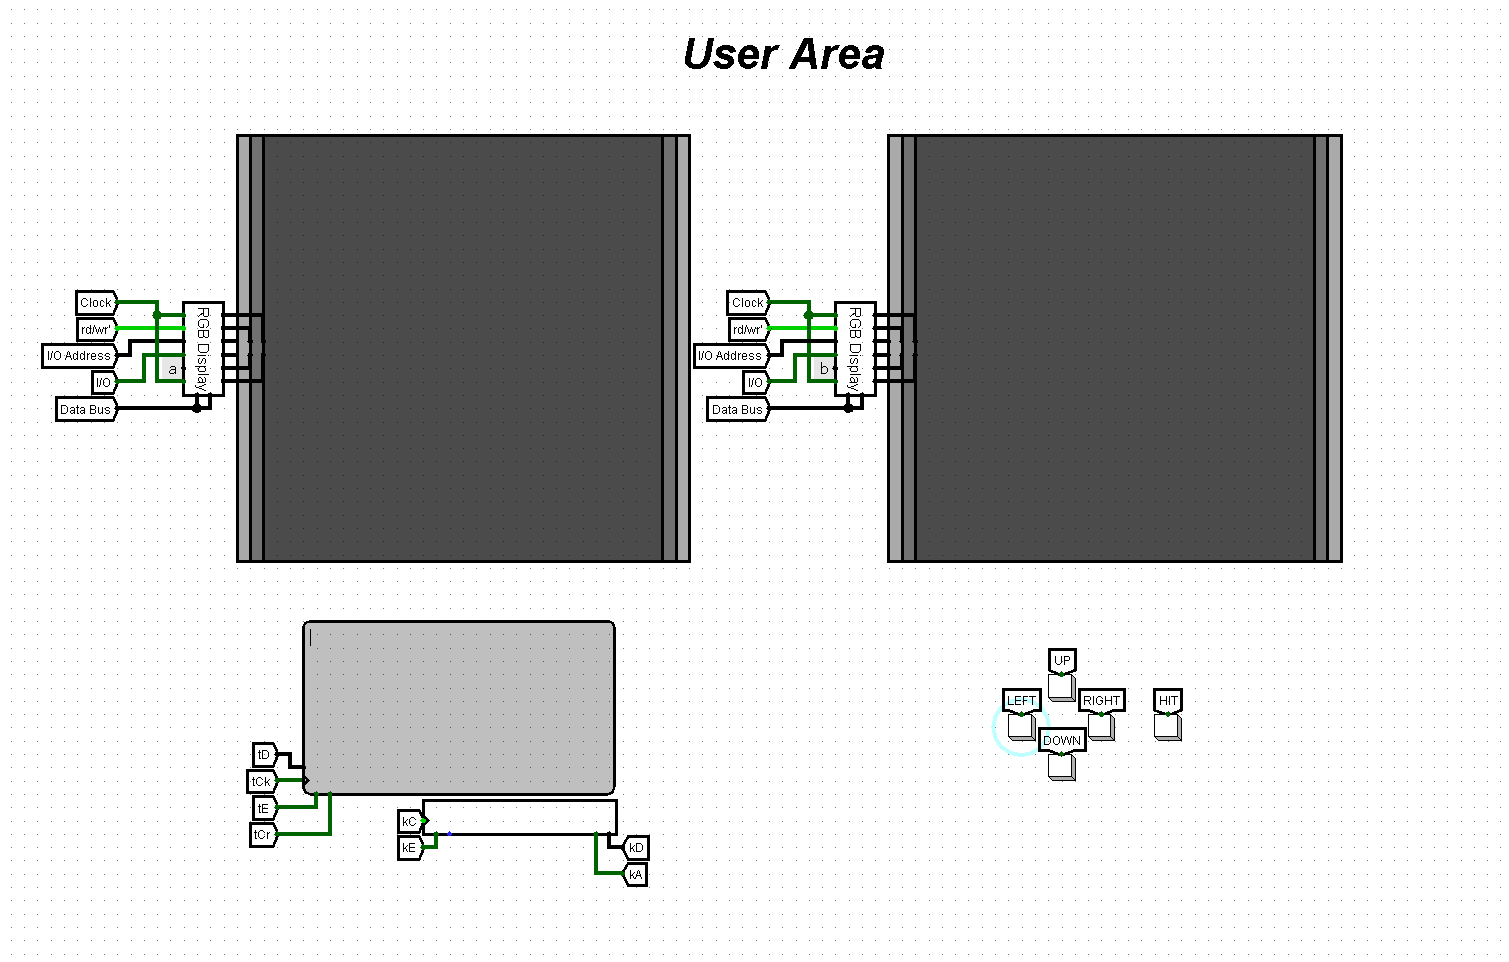 User Area
Clock
rd/wr'
I/O Address
I/O
Data Bus
a
RGB Display
Clock
rd/wr'
I/O Address
I/O
Data Bus
b
RGB Display
tD
tCk
tE
tCr
kC
kE
kD
kA
UP
LEFT
RIGHT
DOWN
HIT